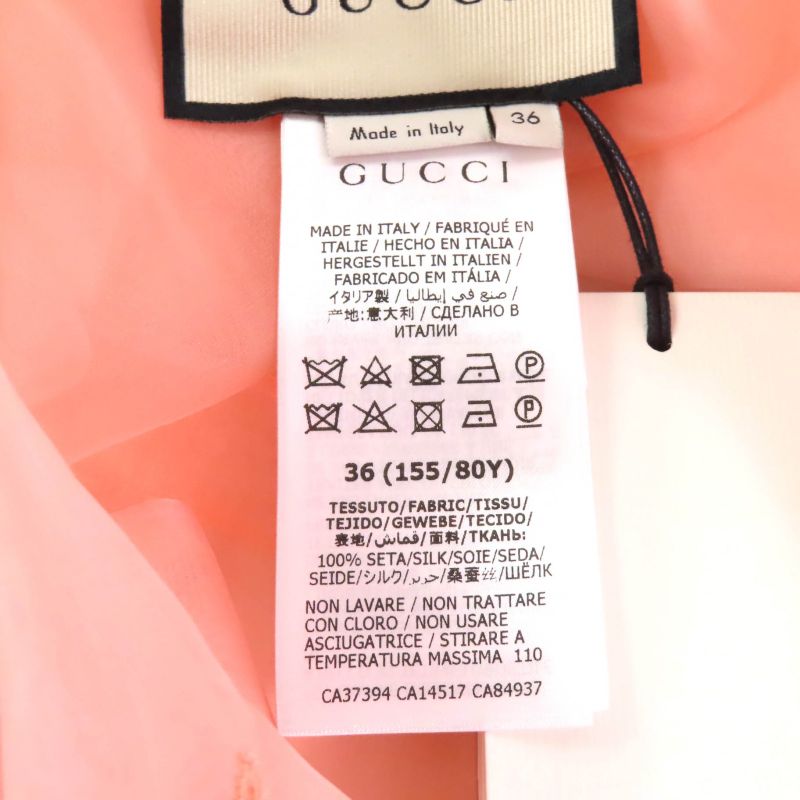 GUCCI
Made in Italy
36
GUCCI
MADE IN ITALY / FABRIQUÉ EN
ITALIE / HECHO EN ITALIA /
HERGESTELLT IN ITALIEN /
FABRICADO EM ITÁLIA /
イタリア製 / صنع في إيطاليا /
产地:意大利 / СДЕЛАНО В
ИТАЛИИ
P
P
36 (155/80Y)
TESSUTO/FABRIC/TISSU/
TEJIDO/GEWEBE/TECIDO/
表地/قماش/面料/ТКАНЬ:
100% SETA/SILK/SOIE/SEDA/
SEIDE/シルク/حرير/桑蚕丝/ШЁЛК
NON LAVARE / NON TRATTARE
CON CLORO / NON USARE
ASCIUGATRICE / STIRARE A
TEMPERATURA MASSIMA 110
CA37394 CA14517 CA84937